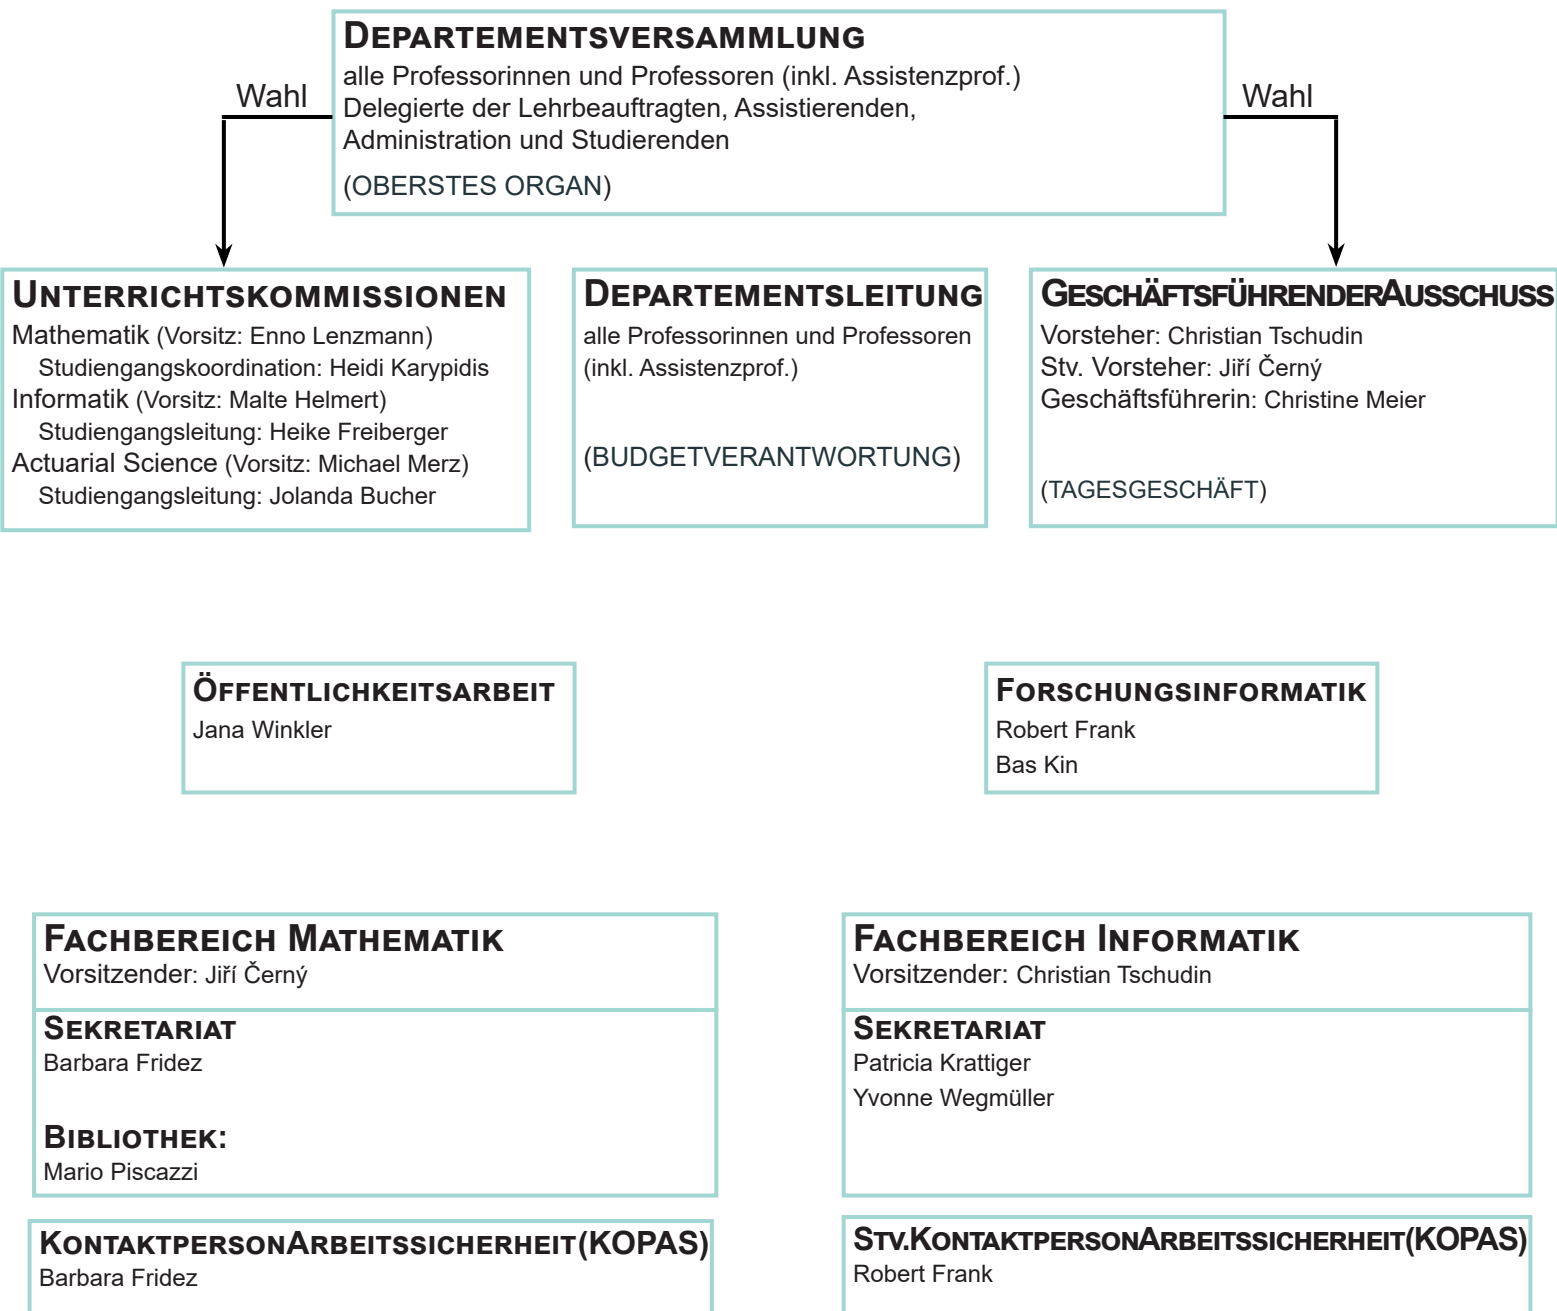 DEPARTEMENTSVERSAMMLUNG
alle Professorinnen und Professoren (inkl. Assistenzprof.)
Delegierte der Lehrbeauftragten, Assistierenden,
Administration und Studierenden
(OBERSTES ORGAN)
Wahl
Wahl
UNTERRICHTSKOMMISSIONEN
Mathematik (Vorsitz: Enno Lenzmann)
Studiengangskoordination: Heidi Karypidis
Informatik (Vorsitz: Malte Helmert)
Studiengangsleitung: Heike Freiberger
Actuarial Science (Vorsitz: Michael Merz)
Studiengangsleitung: Jolanda Bucher
DEPARTEMENTSLEITUNG
alle Professorinnen und Professoren
(inkl. Assistenzprof.)
(BUDGETVERANTWORTUNG)
GESCHÄFTSFÜHRENDERAUSSCHUSS
Vorsteher: Christian Tschudin
Stv. Vorsteher: Jiří Černý
Geschäftsführerin: Christine Meier
(TAGESGESCHÄFT)
ÖFFENTLICHKEITSARBEIT
Jana Winkler
FORSCHUNGSINFORMATIK
Robert Frank
Bas Kin
FACHBEREICH MATHEMATIK
Vorsitzender: Jiří Černý
SEKRETARIAT
Barbara Fridez
BIBLIOTHEK:
Mario Piscazzi
KONTAKTPERSONARBEITSSICHERHEIT(KOPAS)
Barbara Fridez
FACHBEREICH INFORMATIK
Vorsitzender: Christian Tschudin
SEKRETARIAT
Patricia Krattiger
Yvonne Wegmüller
STV.KONTAKTPERSONARBEITSSICHERHEIT(KOPAS)
Robert Frank